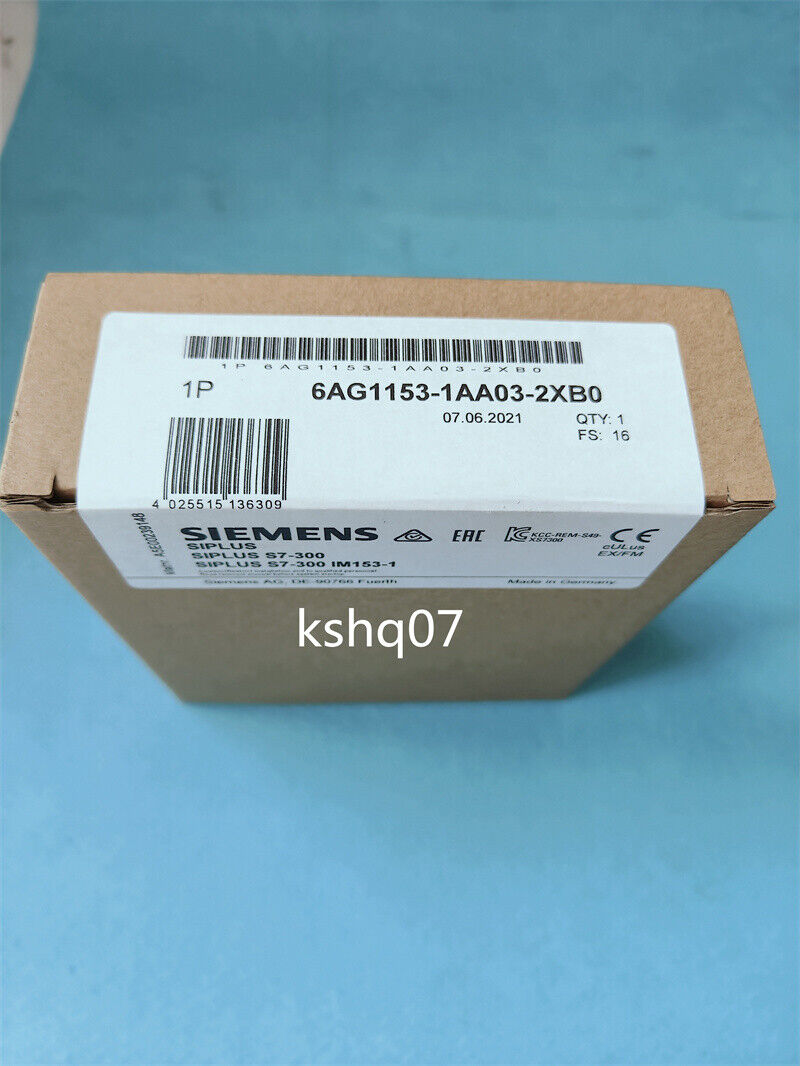 1P 6AG1153-1AA03-2XB0
1P 6AG1153-1AA03-2XB0
07.06.2021 QTY: 1
FS: 16
4 025515 136309
SIEMENS EAC KCC-REM-S49-XS7300 CE
SIPLUS cULus
SIPLUS S7-300 EX/FM
SIPLUS S7-300 IM153-1
Siemens AG, DE-90766 Fuerth Made in Germany
kshq07